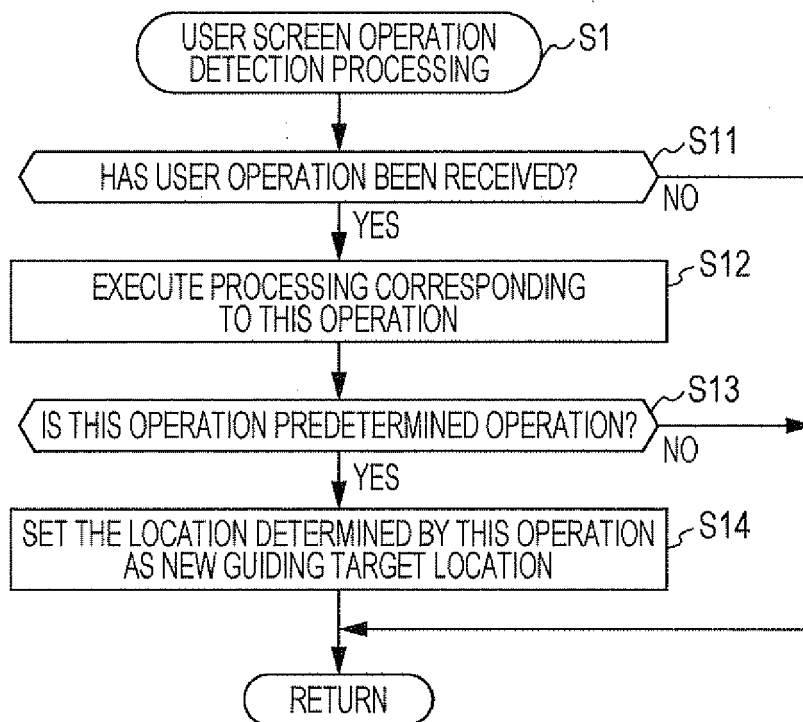 USER SCREEN OPERATION
DETECTION PROCESSING
S1
HAS USER OPERATION BEEN RECEIVED?
S11
NO
YES
EXECUTE PROCESSING CORRESPONDING
TO THIS OPERATION
S12
IS THIS OPERATION PREDETERMINED OPERATION?
S13
NO
YES
SET THE LOCATION DETERMINED BY THIS OPERATION
AS NEW GUIDING TARGET LOCATION
S14
RETURN